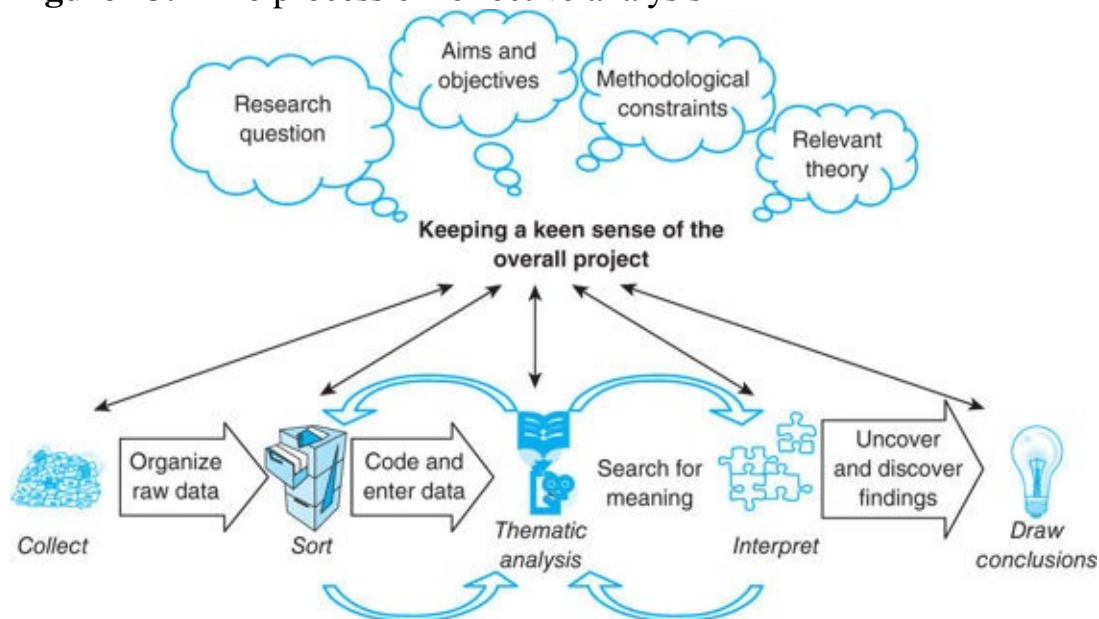 Research
question
Aims and
objectives
Methodological
constraints
Relevant
theory
Keeping a keen sense of the
overall project
Organize
raw data
Code and
enter data
Search for
meaning
Uncover
and discover
findings
Collect
Sort
Thematic
analysis
Interpret
Draw
conclusions